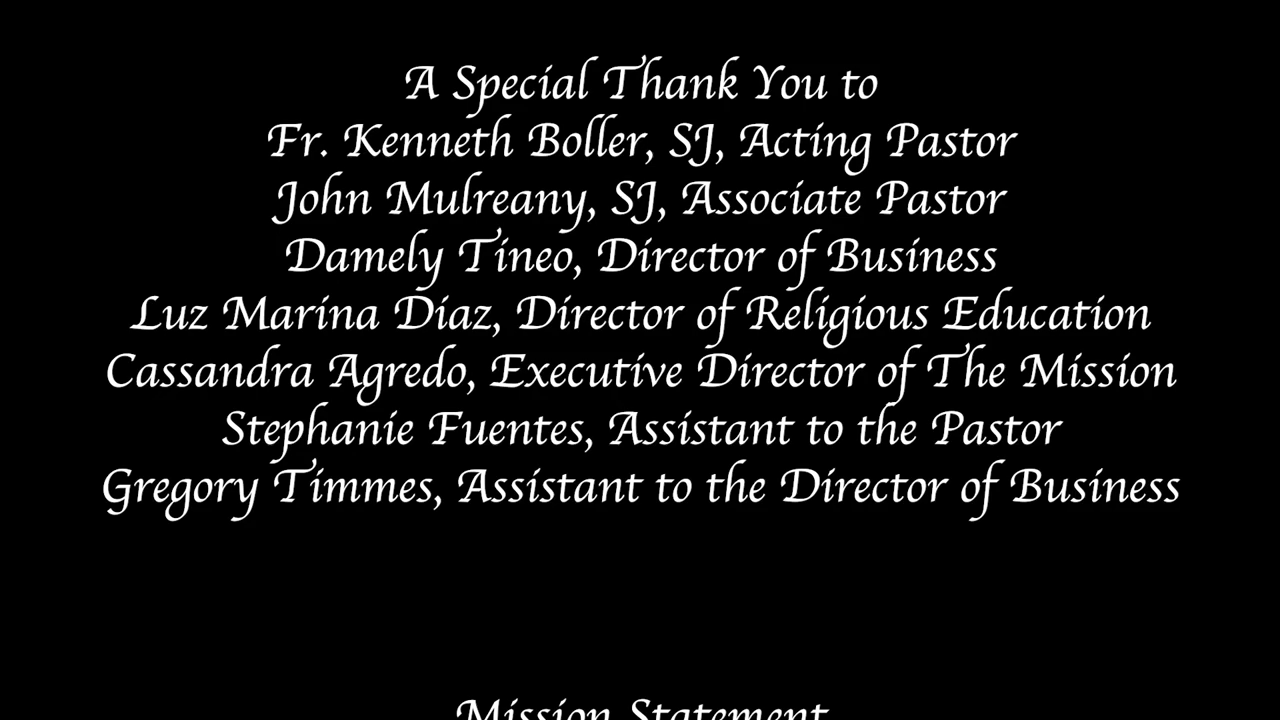 A Special Thank You to
Fr. Kenneth Boller, SJ, Acting Pastor
John Mulreany, SJ, Associate Pastor
Damely Tineo, Director of Business
Luz Marina Diaz, Director of Religious Education
Cassandra Agredo, Executive Director of The Mission
Stephanie Fuentes, Assistant to the Pastor
Gregory Timmes, Assistant to the Director of Business
Mission Statement